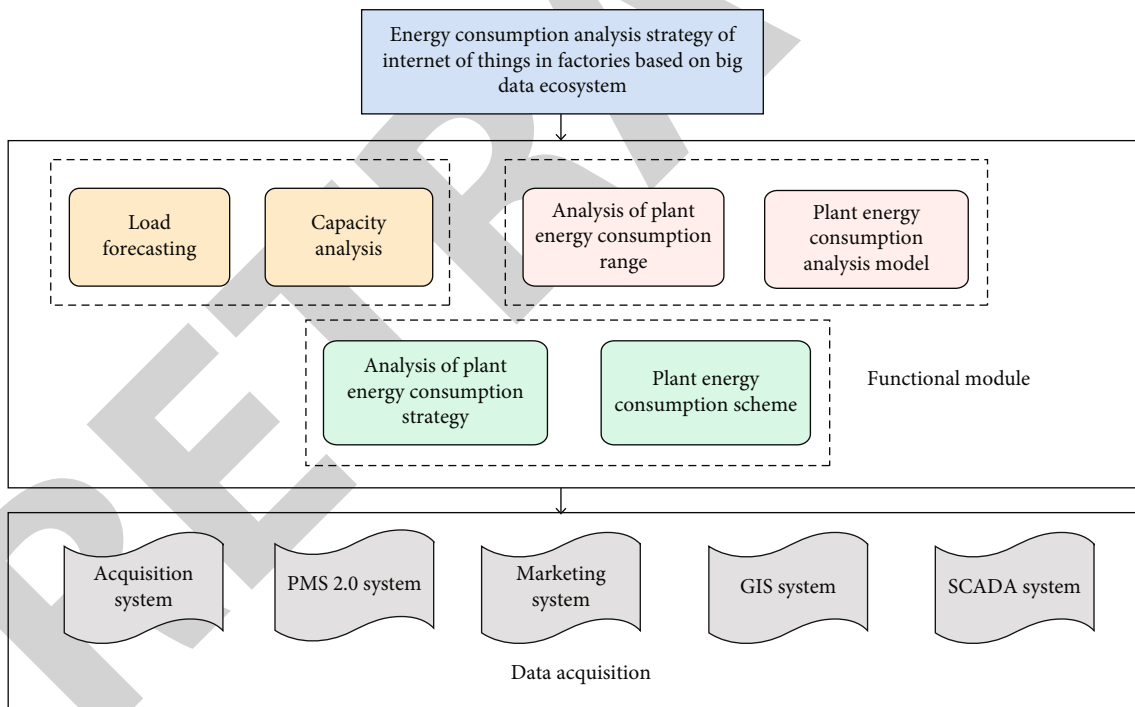 Energy consumption analysis strategy of
internet of things in factories based on big
data ecosystem
Load
forecasting
Capacity
analysis
Analysis of plant
energy consumption
range
Plant energy
consumption
analysis model
Analysis of plant
energy consumption
strategy
Plant energy
consumption scheme
Functional module
Acquisition
system
PMS 2.0 system
Marketing
system
GIS system
SCADA system
Data acquisition
RETRA